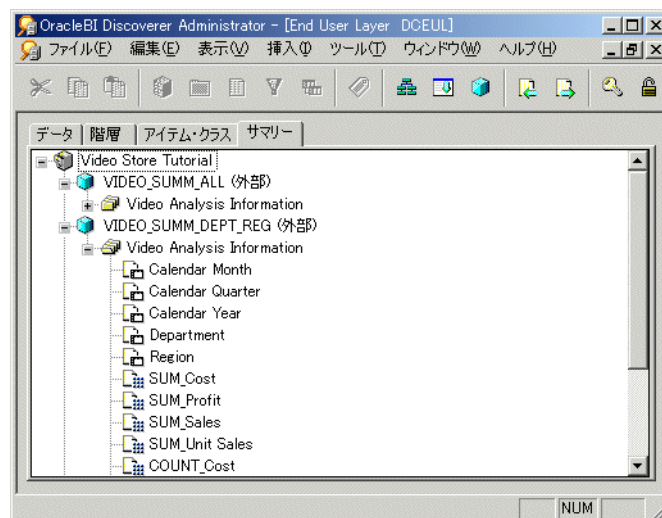 OracleBI Discoverer Administrator - [End User Layer DCEUL]
ファイル(F) 編集(E) 表示(V) 挿入(I) ツール(T) ウィンドウ(W) ヘルプ(H)
データ 階層 アイテム・クラス サマリー
Video Store Tutorial
VIDEO_SUMM_ALL (外部)
Video Analysis Information
VIDEO_SUMM_DEPT_REG (外部)
Video Analysis Information
Calendar Month
Calendar Quarter
Calendar Year
Department
Region
SUM_Cost
SUM_Profit
SUM_Sales
SUM_Unit Sales
COUNT_Cost
NUM